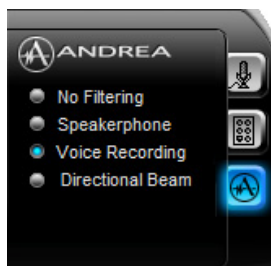 ANDREA
No Filtering
Speakerphone
Voice Recording
Directional Beam